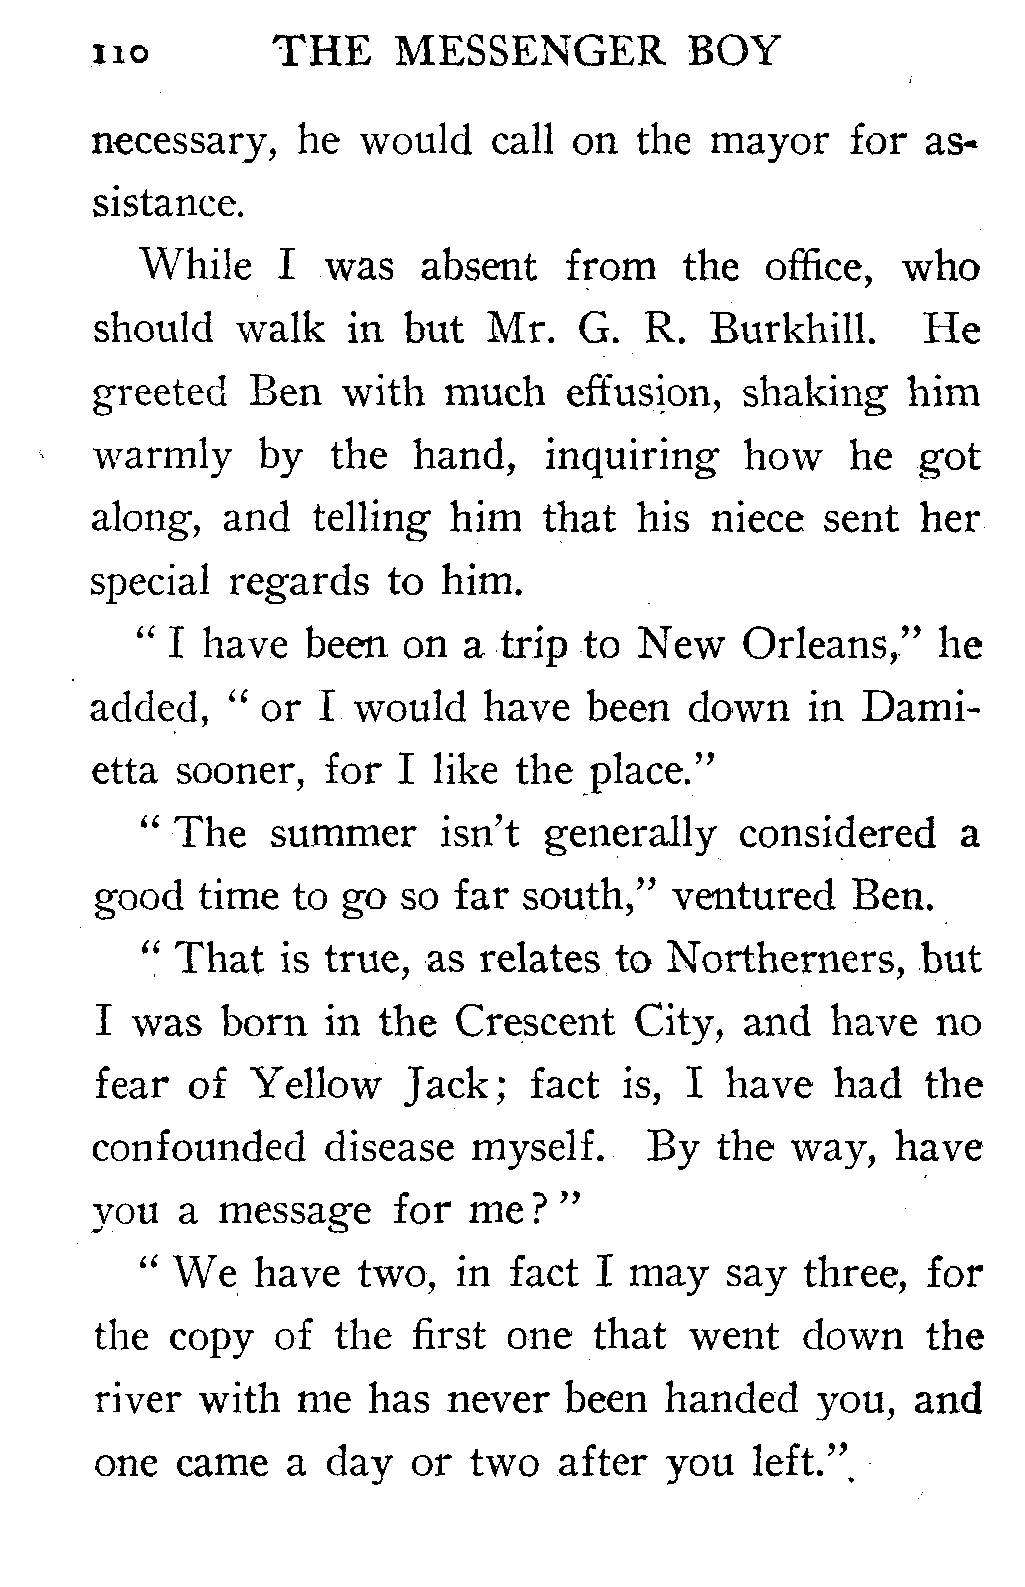 110 THE MESSENGER BOY
necessary, he would call on the mayor for as-
sistance.
While I was absent from the office, who
should walk in but Mr. G. R. Burkhill. He
greeted Ben with much effusion, shaking him
warmly by the hand, inquiring how he got
along, and telling him that his niece sent her
special regards to him.
" I have been on a trip to New Orleans," he
added, " or I would have been down in Dami-
etta sooner, for I like the place."
" The summer isn't generally considered a
good time to go so far south," ventured Ben.
" That is true, as relates to Northerners, but
I was born in the Crescent City, and have no
fear of Yellow Jack; fact is, I have had the
confounded disease myself. By the way, have
you a message for me? "
" We have two, in fact I may say three, for
the copy of the first one that went down the
river with me has never been handed you, and
one came a day or two after you left."